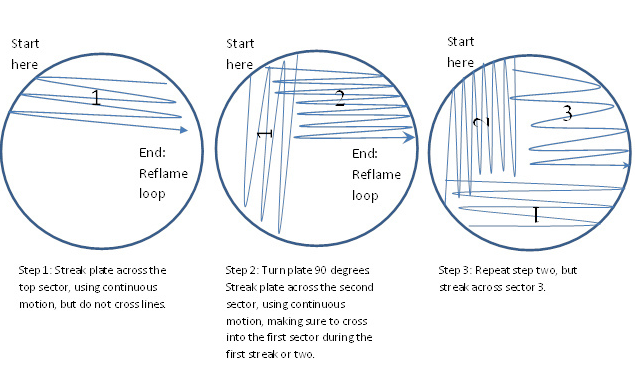 Start
here
1
End:
Reflame
loop
Start
here
1
2
End:
Reflame
loop
Start
here
2
3
1
Step 1: Streak plate across the
top sector, using continuous
motion, but do not cross lines.
Step 2: Turn plate 90 degrees.
Streak plate across the second
sector, using continuous
motion, making sure to cross
into the first sector during the
first streak or two.
Step 3: Repeat step two, but
streak across sector 3.